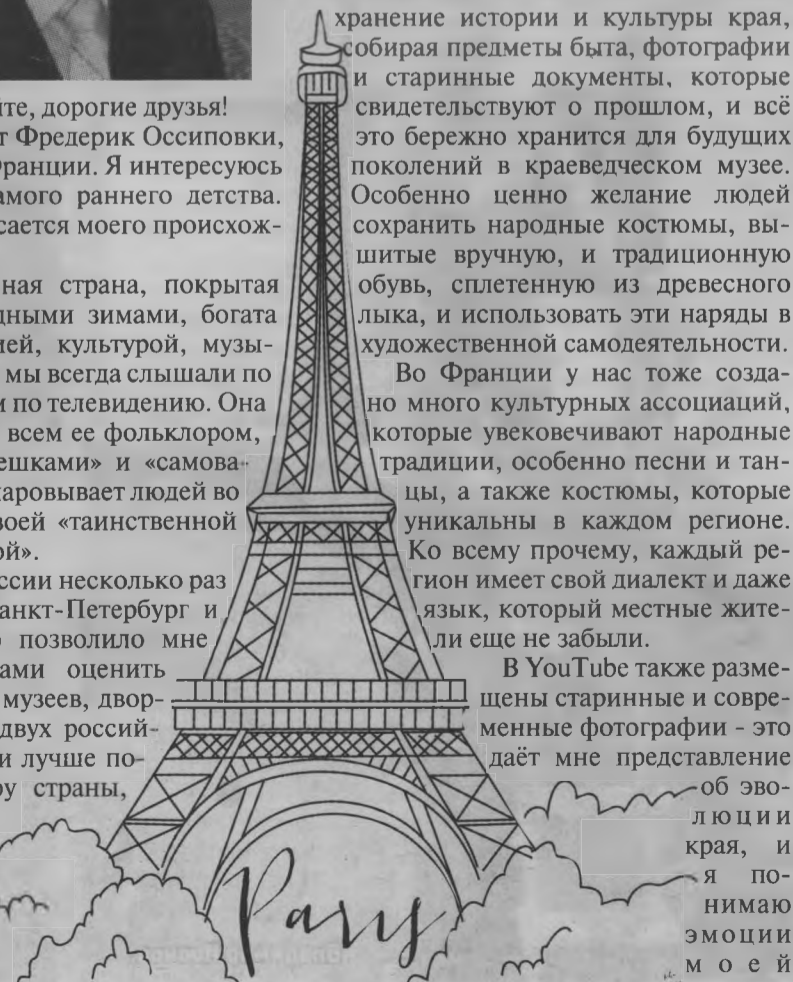 йте, дорогие друзья!
т Фредерик Оссиповки,
Франции. Я интересуюсь
амого раннего детства.
сается моего происхож-
ная страна, покрытая
дными зимами, богата
ией, культурой, музы-
мы всегда слышали по
и по телевидению. Она
всем ее фольклором,
ешками» и «самова-
аровывает людей во
воей «таинственной
ой».
ссии несколько раз
анкт-Петербург и
о позволило мне
ами оценить
музеев, двор-
двух россий-
и лучше по-
ру страны,
хранение истории и культуры края,
собирая предметы быта, фотографии
и старинные документы, которые
свидетельствуют о прошлом, и всё
это бережно хранится для будущих
поколений в краеведческом музее.
Особенно ценно желание людей
сохранить народные костюмы, вы-
шитые вручную, и традиционную
обувь, сплетенную из древесного
лыка, и использовать эти наряды в
художественной самодеятельности.
Во Франции у нас тоже созда-
но много культурных ассоциаций,
которые увековечивают народные
традиции, особенно песни и тан-
цы, а также костюмы, которые
уникальны в каждом регионе.
Ко всему прочему, каждый ре-
гион имеет свой диалект и даже
язык, который местные жите-
ли еще не забыли.
В YouTube также разме-
щены старинные и совре-
менные фотографии - это
даёт мне представление
об эво-
люции
края, и
я по-
нимаю
эмоции
моей
Paris